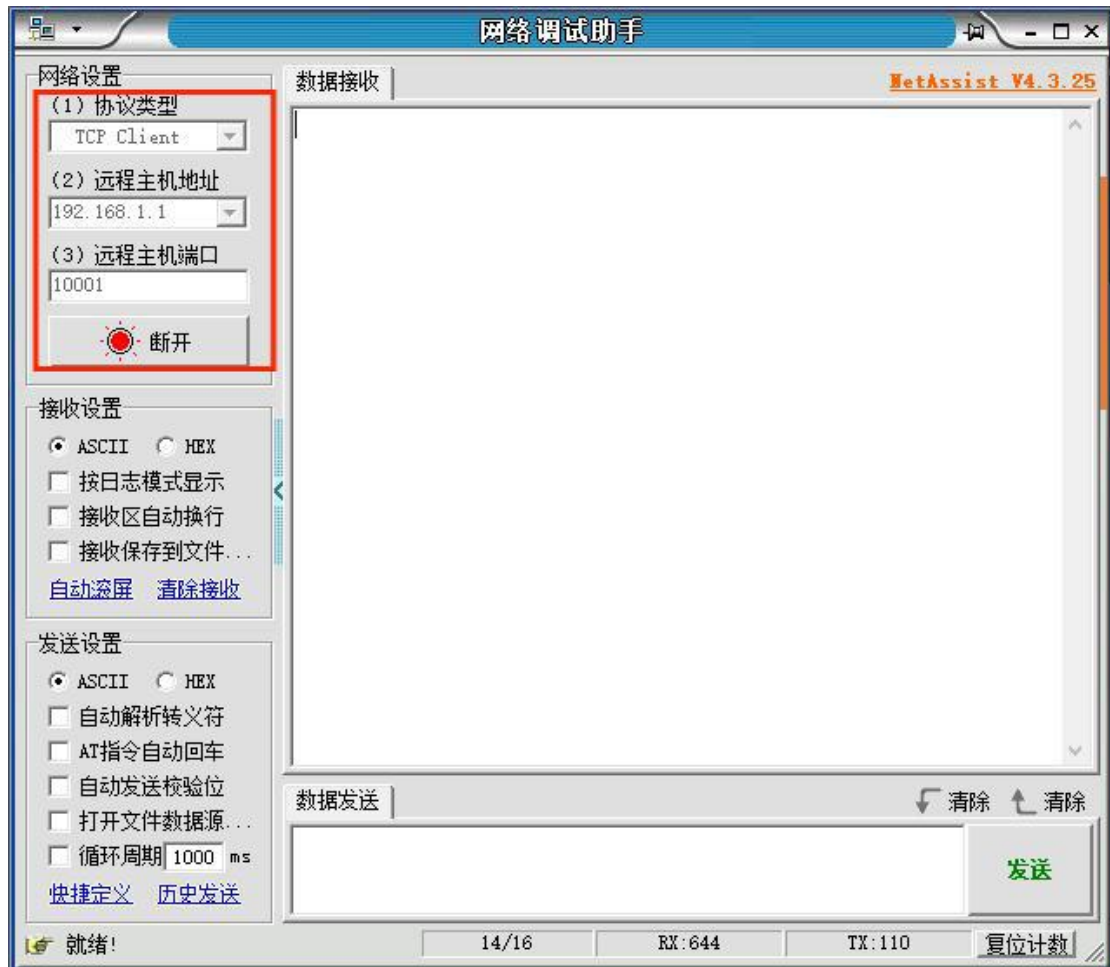 网络调试助手
网络设置
(1) 协议类型
TCP Client
(2) 远程主机地址
192.168.1.1
(3) 远程主机端口
10001
断开
接收设置
ASCII HEX
按日志模式显示
接收区自动换行
接收保存到文件...
自动滚屏 清除接收
发送设置
ASCII HEX
自动解析转义符
AT指令自动回车
自动发送校验位
打开文件数据源...
循环周期 1000 ms
快捷定义 历史发送
数据接收
NetAssist V4.3.25
数据发送
清除 清除
发送
就绪!
14/16
RX:644
TX:110
复位计数